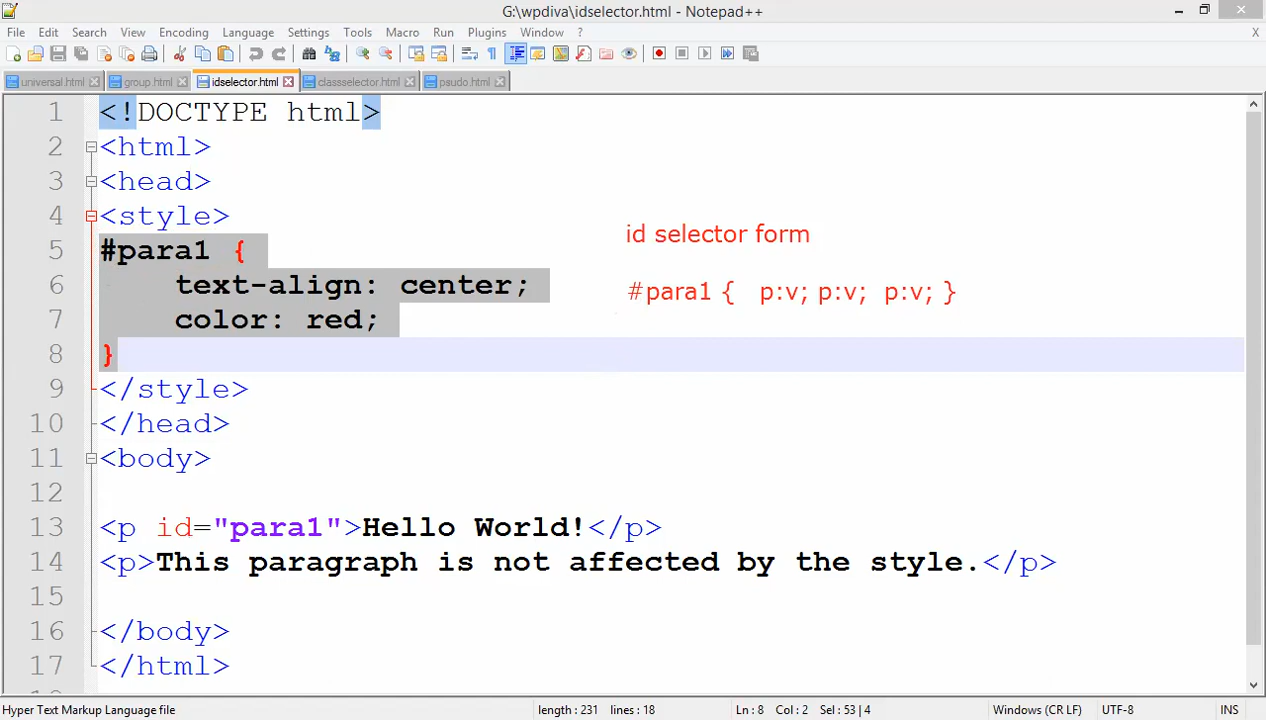 G:\wpdiva\idselector.html - Notepad++
File Edit Search View Encoding Language Settings Tools Macro Run Plugins Window ? X
universal.html group.html idselector.html classselector.html psudo.html
1 <!DOCTYPE html>
2 <html>
3 <head>
4 <style>
5 #para1 {
id selector form
6 text-align: center;
#para1 { p:v; p:v; p:v; }
7 color: red;
8 }
9 </style>
10 </head>
11 <body>
12
13 <p id="para1">Hello World!</p>
14 <p>This paragraph is not affected by the style.</p>
15
16 </body>
17 </html>
Hyper Text Markup Language file length : 231 lines : 18 Ln : 8 Col : 2 Sel : 53 | 4 Windows (CR LF) UTF-8 INS